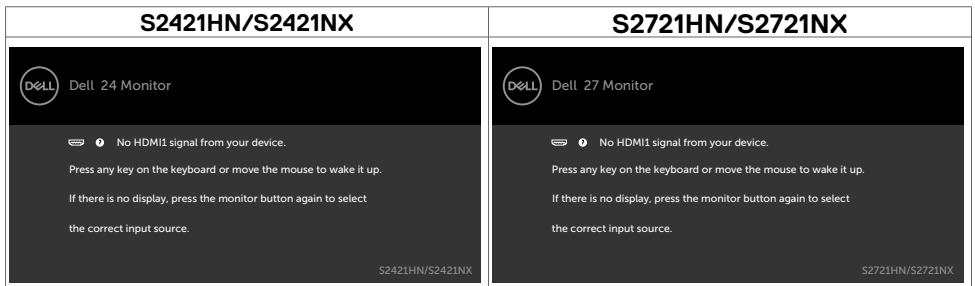 S2421HN/S2421NX
S2721HN/S2721NX
DELL Dell 24 Monitor
No HDMI1 signal from your device.
Press any key on the keyboard or move the mouse to wake it up.
If there is no display, press the monitor button again to select
the correct input source.
S2421HN/S2421NX
DELL Dell 27 Monitor
No HDMI1 signal from your device.
Press any key on the keyboard or move the mouse to wake it up.
If there is no display, press the monitor button again to select
the correct input source.
S2721HN/S2721NX